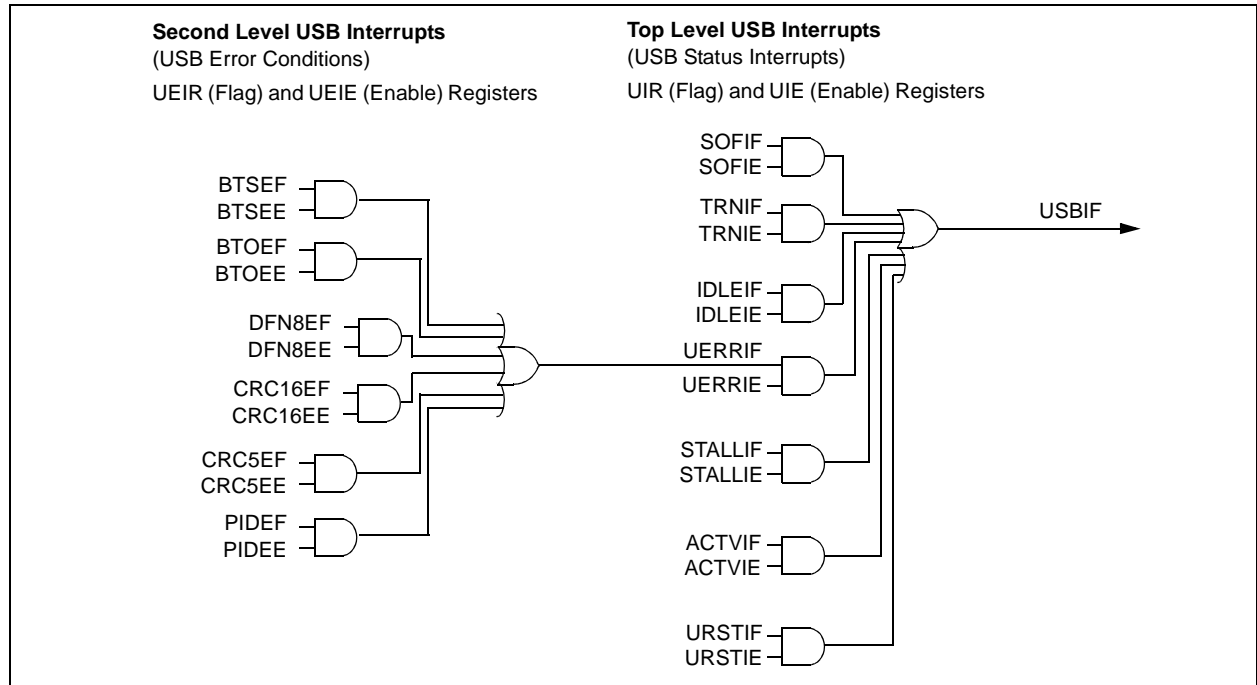 Second Level USB Interrupts
(USB Error Conditions)
UEIR (Flag) and UEIE (Enable) Registers
BTSEF
BTSEE
BTOEF
BTOEE
DFN8EF
DFN8EE
CRC16EF
CRC16EE
CRC5EF
CRC5EE
PIDEF
PIDEE
Top Level USB Interrupts
(USB Status Interrupts)
UIR (Flag) and UIE (Enable) Registers
SOFIF
SOFIE
TRNIF
TRNIE
IDLEIF
IDLEIE
UERRIF
UERRIE
STALLIF
STALLIE
ACTVIF
ACTVIE
URSTIF
URSTIE
USBIF